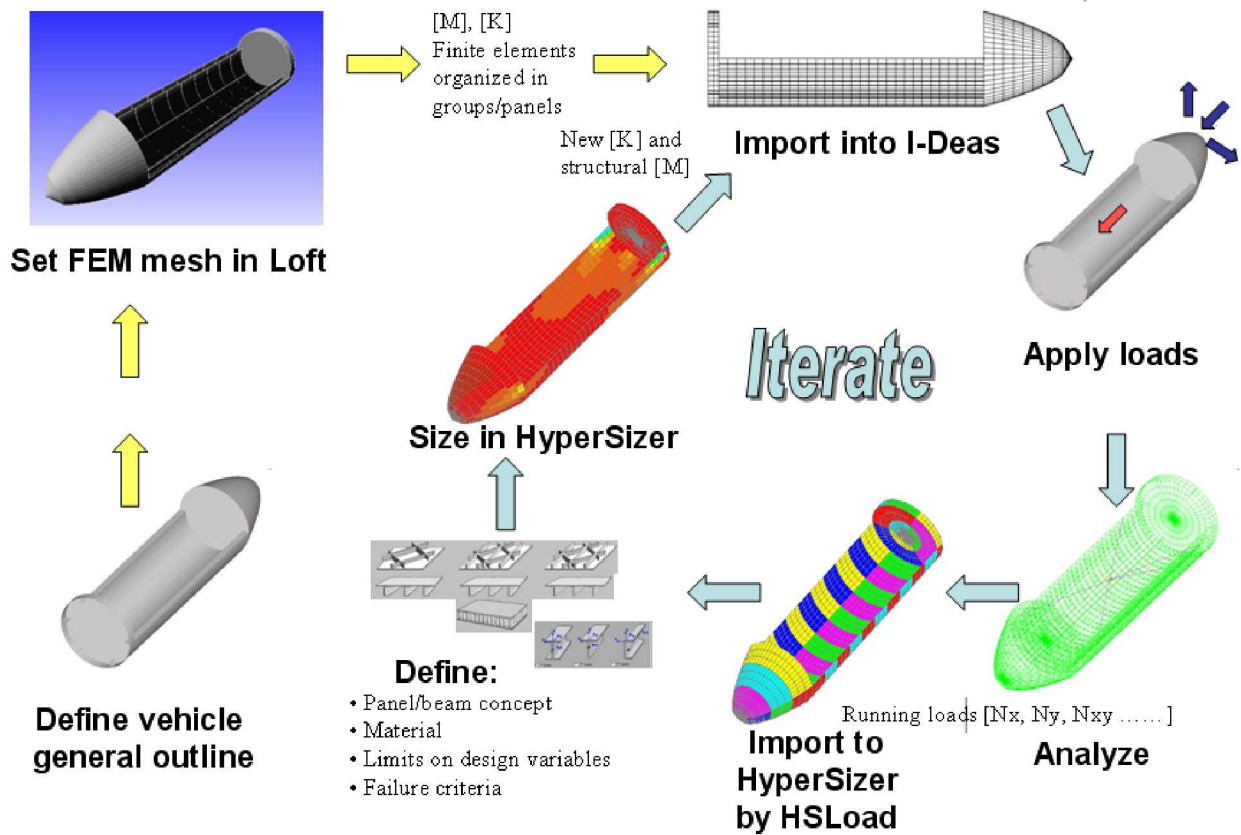 [M], [K]
Finite elements
organized in
groups/panels
New [K] and
structural [M]
Import into I-Deas
Set FEM mesh in Loft
Apply loads
Iterate
Size in HyperSizer
Define vehicle
general outline
Define:
• Panel/beam concept
• Material
• Limits on design variables
• Failure criteria
Running loads [Nx, Ny, Nxy ......]
Import to
HyperSizer
by HSLoad
Analyze